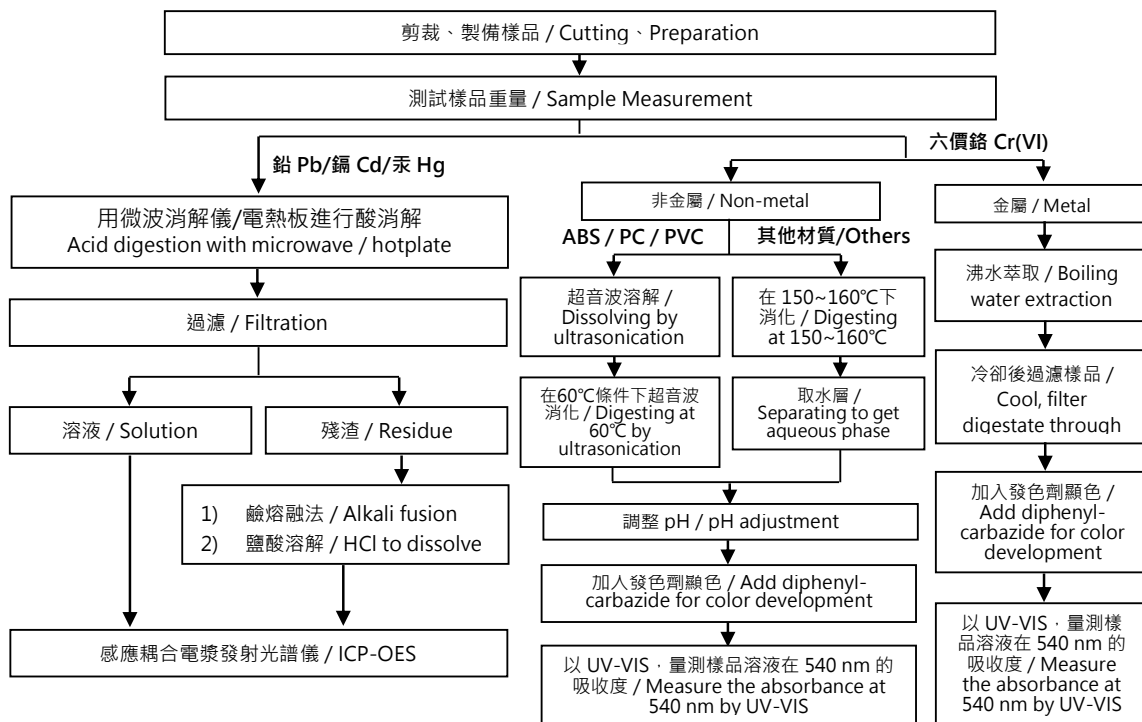 剪裁、製備樣品 / Cutting、Preparation
測試樣品重量 / Sample Measurement
鉛 Pb/鎘 Cd/汞 Hg
六價鉻 Cr(VI)
用微波消解儀/電熱板進行酸消解
Acid digestion with microwave / hotplate
過濾 / Filtration
溶液 / Solution
殘渣 / Residue
1) 鹼熔融法 / Alkali fusion
2) 鹽酸溶解 / HCl to dissolve
感應耦合電漿發射光譜儀 / ICP-OES
非金屬 / Non-metal
ABS / PC / PVC
其他材質/Others
超音波溶解 /
Dissolving by
ultrasonication
在60℃條件下超音波
消化 / Digesting at
60℃ by
ultrasonication
在 150~160℃下
消化 / Digesting
at 150~160℃
取水層 /
Separating to get
aqueous phase
調整 pH / pH adjustment
加入發色劑顯色 / Add diphenyl-
carbazide for color development
以 UV-VIS，量測樣品溶液在 540 nm 的
吸收度 / Measure the absorbance at
540 nm by UV-VIS
金屬 / Metal
沸水萃取 / Boiling
water extraction
冷卻後過濾樣品 /
Cool, filter
digestate through
加入發色劑顯色 /
Add diphenyl-
carbazide for color
development
以 UV-VIS，量測樣
品溶液在 540 nm 的
吸收度 / Measure
the absorbance at
540 nm by UV-VIS